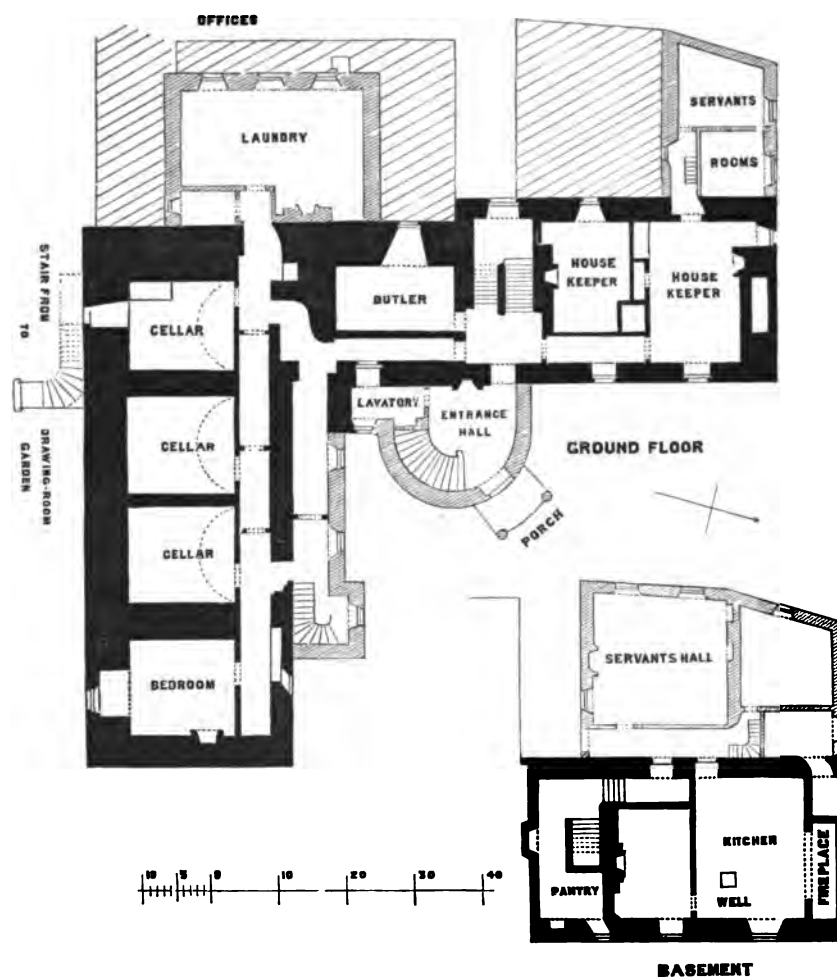 OFFICES
LAUNDRY
SERVANTS
ROOMS
STAIR FROM
TO
DRAWING-ROOM
GARDEN
CELLAR
BUTLER
HOUSE
KEEPER
HOUSE
KEEPER
LAVATORY
ENTRANCE
HALL
CELLAR
GROUND FLOOR
PORCH
CELLAR
BEDROOM
SERVANTS HALL
KITCHEN
FIREPLACE
PANTRY
WELL
10 5 0 10 20 30 40
BASEMENT